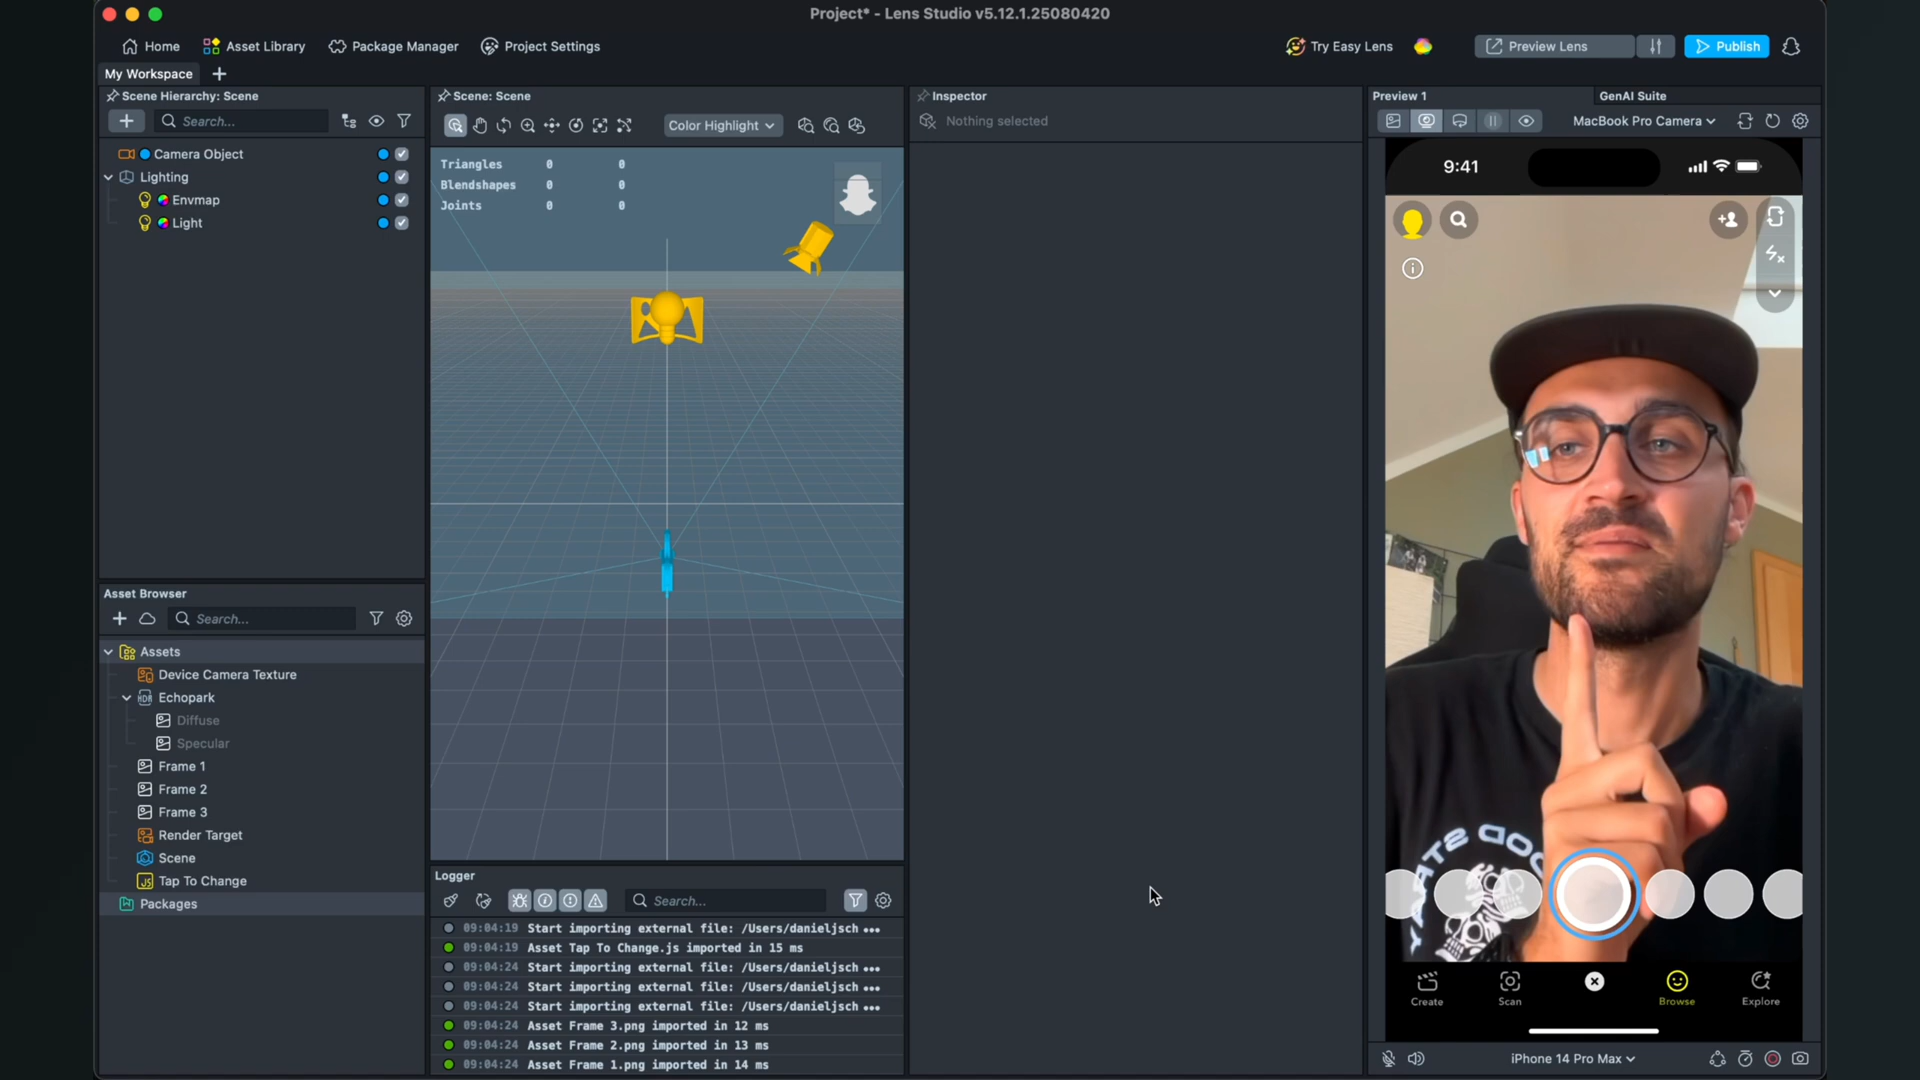 Project* - Lens Studio v5.12.1.25080420
Home
Asset Library
Package Manager
Project Settings
Try Easy Lens
Preview Lens
Publish
My Workspace
Scene Hierarchy: Scene
Search...
Camera Object
Lighting
Envmap
Light
Asset Browser
Search...
Assets
Device Camera Texture
HDR Echopark
Diffuse
Specular
Frame 1
Frame 2
Frame 3
Render Target
Scene
JS Tap To Change
Packages
Scene: Scene
Color Highlight
Triangles 0 0
Blendshapes 0 0
Joints 0 0
Logger
Search...
09:04:19 Start importing external file: /Users/danieljsch •••
09:04:19 Asset Tap To Change.js imported in 15 ms
09:04:24 Start importing external file: /Users/danieljsch •••
09:04:24 Start importing external file: /Users/danieljsch •••
09:04:24 Start importing external file: /Users/danieljsch •••
09:04:24 Asset Frame 3.png imported in 12 ms
09:04:24 Asset Frame 2.png imported in 13 ms
09:04:24 Asset Frame 1.png imported in 14 ms
Inspector
Nothing selected
Preview 1
GenAI Suite
MacBook Pro Camera
9:41
Create
Scan
Browse
Explore
iPhone 14 Pro Max